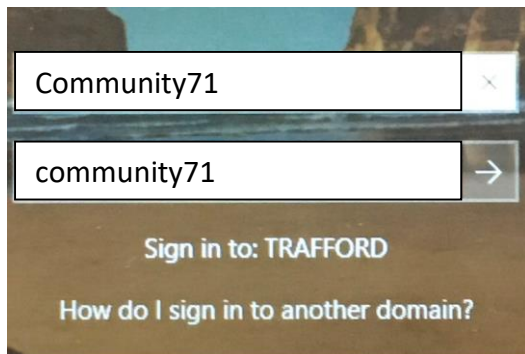 Community71
community71
Sign in to: TRAFFORD
How do I sign in to another domain?